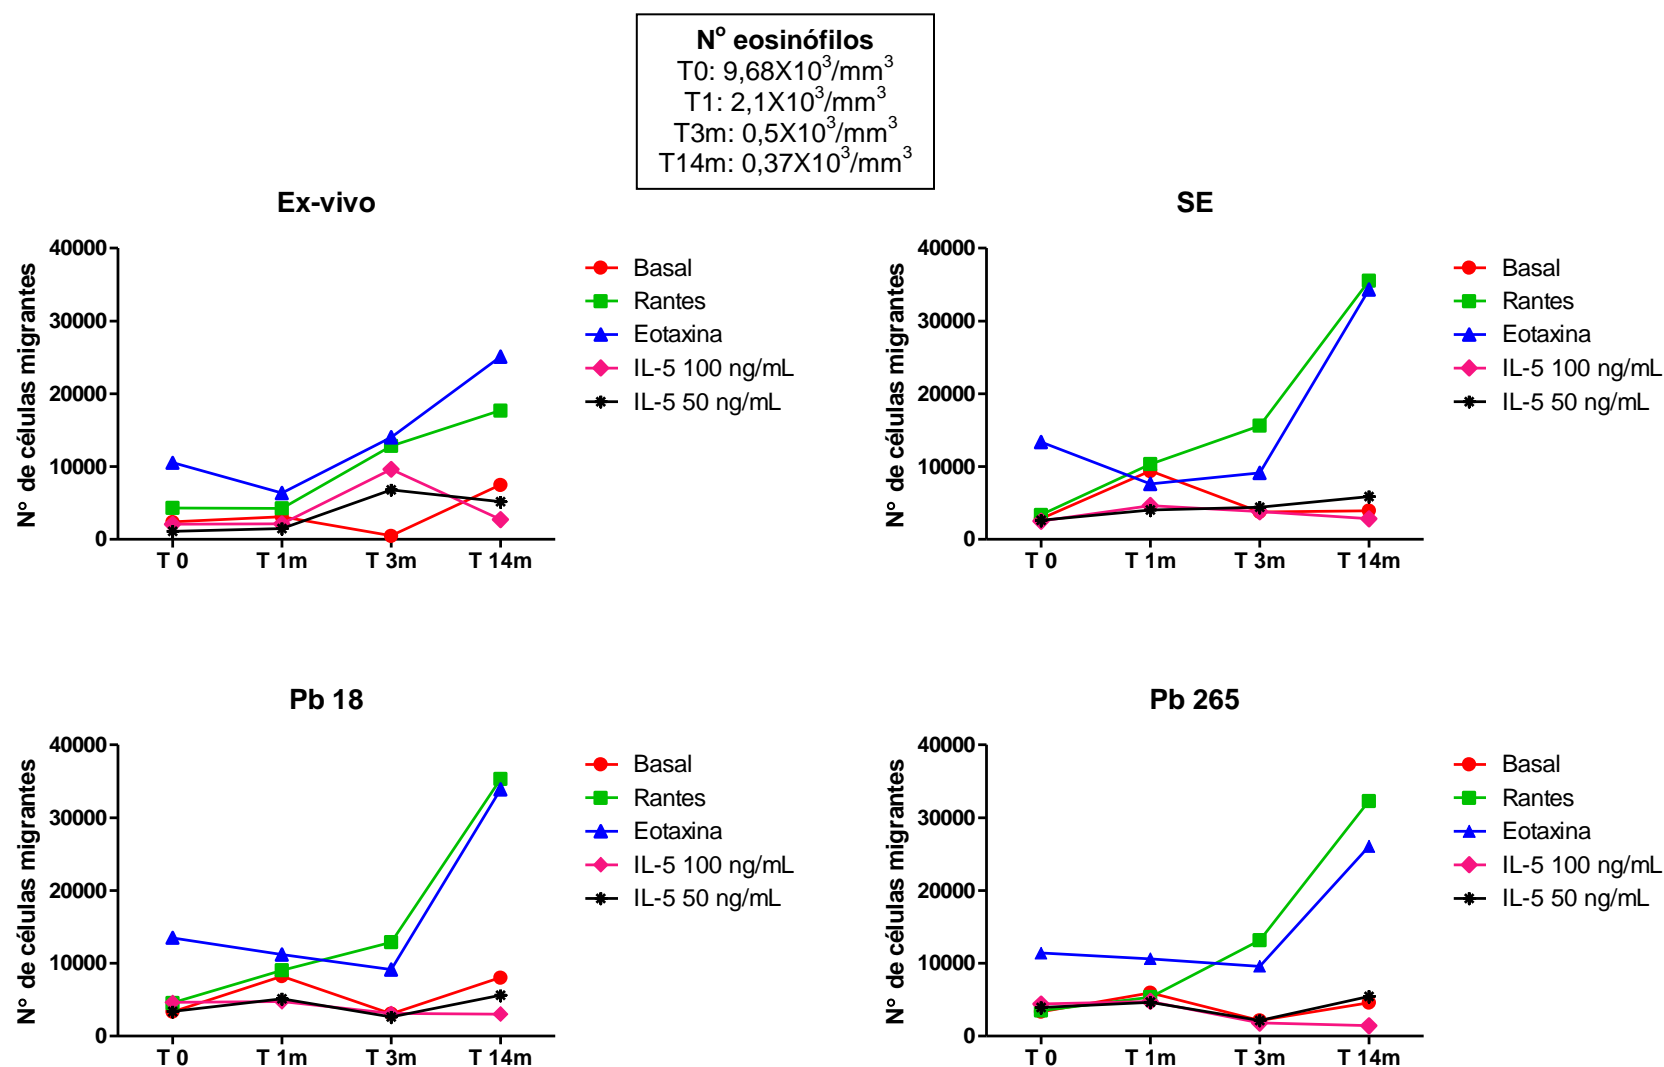 Nº eosinófilos
T0: 9,68X10³/mm³
T1: 2,1X10³/mm³
T3m: 0,5X10³/mm³
T14m: 0,37X10³/mm³
Ex-vivo
N° de células migrantes
40000
30000
20000
10000
0
T 0 T 1m T 3m T 14m
Basal
Rantes
Eotaxina
IL-5 100 ng/mL
IL-5 50 ng/mL
SE
N° de células migrantes
40000
30000
20000
10000
0
T 0 T 1m T 3m T 14m
Basal
Rantes
Eotaxina
IL-5 100 ng/mL
IL-5 50 ng/mL
Pb 18
N° de células migrantes
40000
30000
20000
10000
0
T 0 T 1m T 3m T 14m
Basal
Rantes
Eotaxina
IL-5 100 ng/mL
IL-5 50 ng/mL
Pb 265
N° de células migrantes
40000
30000
20000
10000
0
T 0 T 1m T 3m T 14m
Basal
Rantes
Eotaxina
IL-5 100 ng/mL
IL-5 50 ng/mL